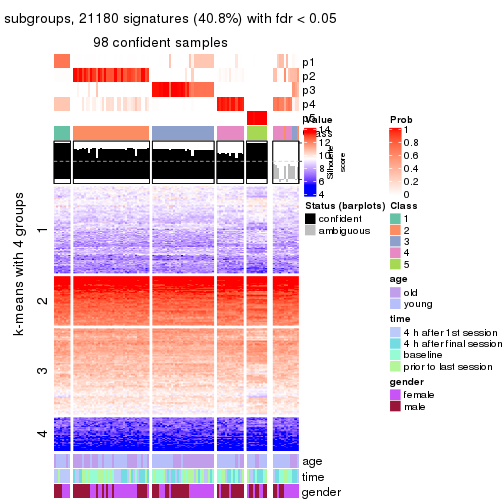 subgroups, 21180 signatures (40.8%) with fdr < 0.05
98 confident samples
p1
p2
p3
p4
p5
Class
Silhouette
score
k-means with 4 groups
1
2
3
4
age
time
gender
Value
14
12
10
8
6
4
Prob
1
0.8
0.6
0.4
0.2
0
Status (barplots)
confident
ambiguous
Class
1
2
3
4
5
age
old
young
time
4 h after 1st session
4 h after final session
baseline
prior to last session
gender
female
male